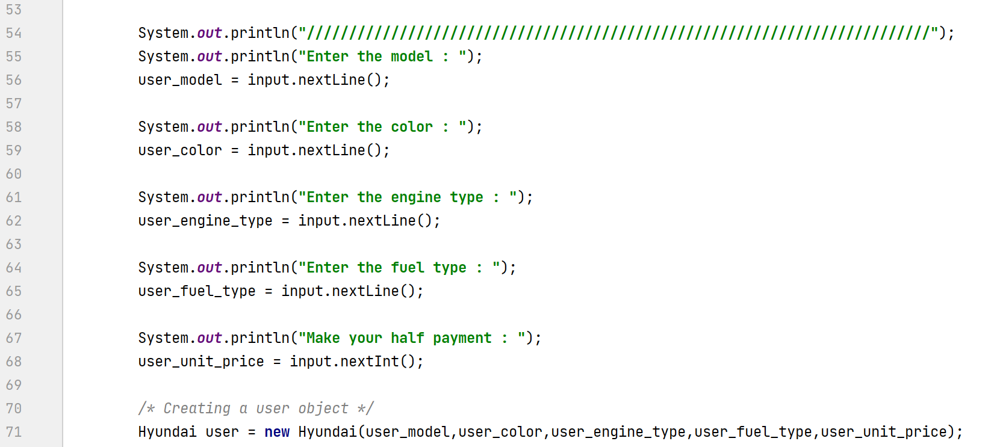 53
54 System.out.println("//////////////////////////////////////////////////////////////////////////");
55 System.out.println("Enter the model : ");
56 user_model = input.nextLine();
57
58 System.out.println("Enter the color : ");
59 user_color = input.nextLine();
60
61 System.out.println("Enter the engine type : ");
62 user_engine_type = input.nextLine();
63
64 System.out.println("Enter the fuel type : ");
65 user_fuel_type = input.nextLine();
66
67 System.out.println("Make your half payment : ");
68 user_unit_price = input.nextInt();
69
70 /* Creating a user object */
71 Hyundai user = new Hyundai(user_model,user_color,user_engine_type,user_fuel_type,user_unit_price);